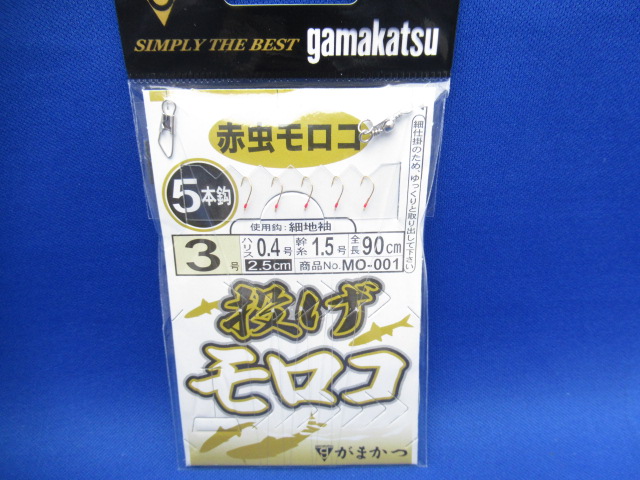 SIMPLY THE BEST gamakatsu
赤虫モロコ
5本鈎
使用鈎:細地袖
細仕掛のため、ゆっくりと取り出して下さい
3号 ハリス0.4号 幹糸1.5号 全長90cm
2.5cm 商品No.MO-001
投げ
モロコ
がまかつ